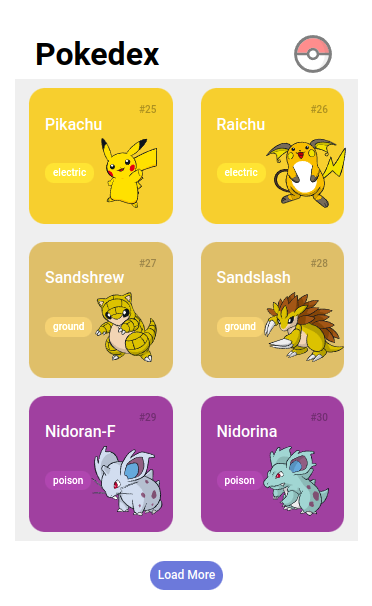 Pokedex
#25
Pikachu
electric
#26
Raichu
electric
#27
Sandshrew
ground
#28
Sandslash
ground
#29
Nidoran-F
poison
#30
Nidorina
poison
Load More